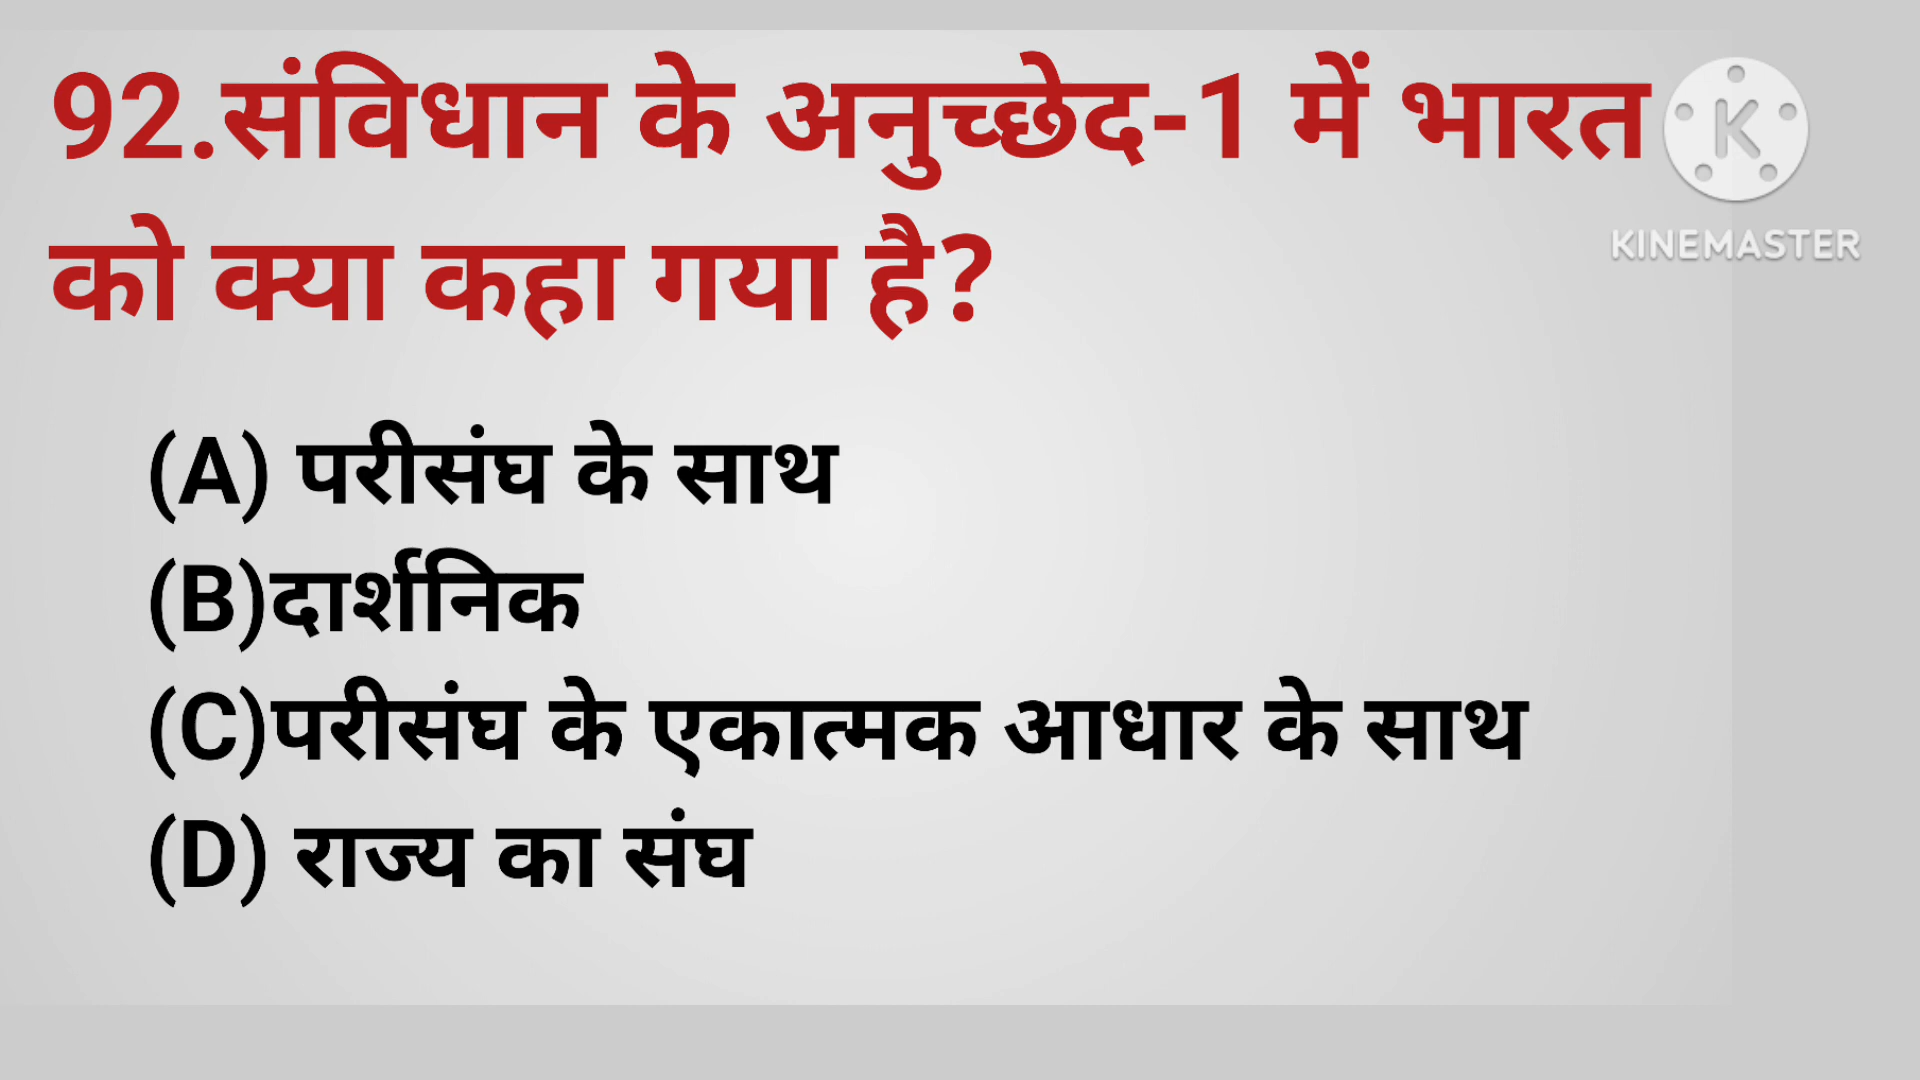 92.संविधान के अनुच्छेद-1 में भारत
को क्या कहा गया है?
KINEMASTER
(A) परीसंघ के साथ
(B)दार्शनिक
(C)परीसंघ के एकात्मक आधार के साथ
(D) राज्य का संघ